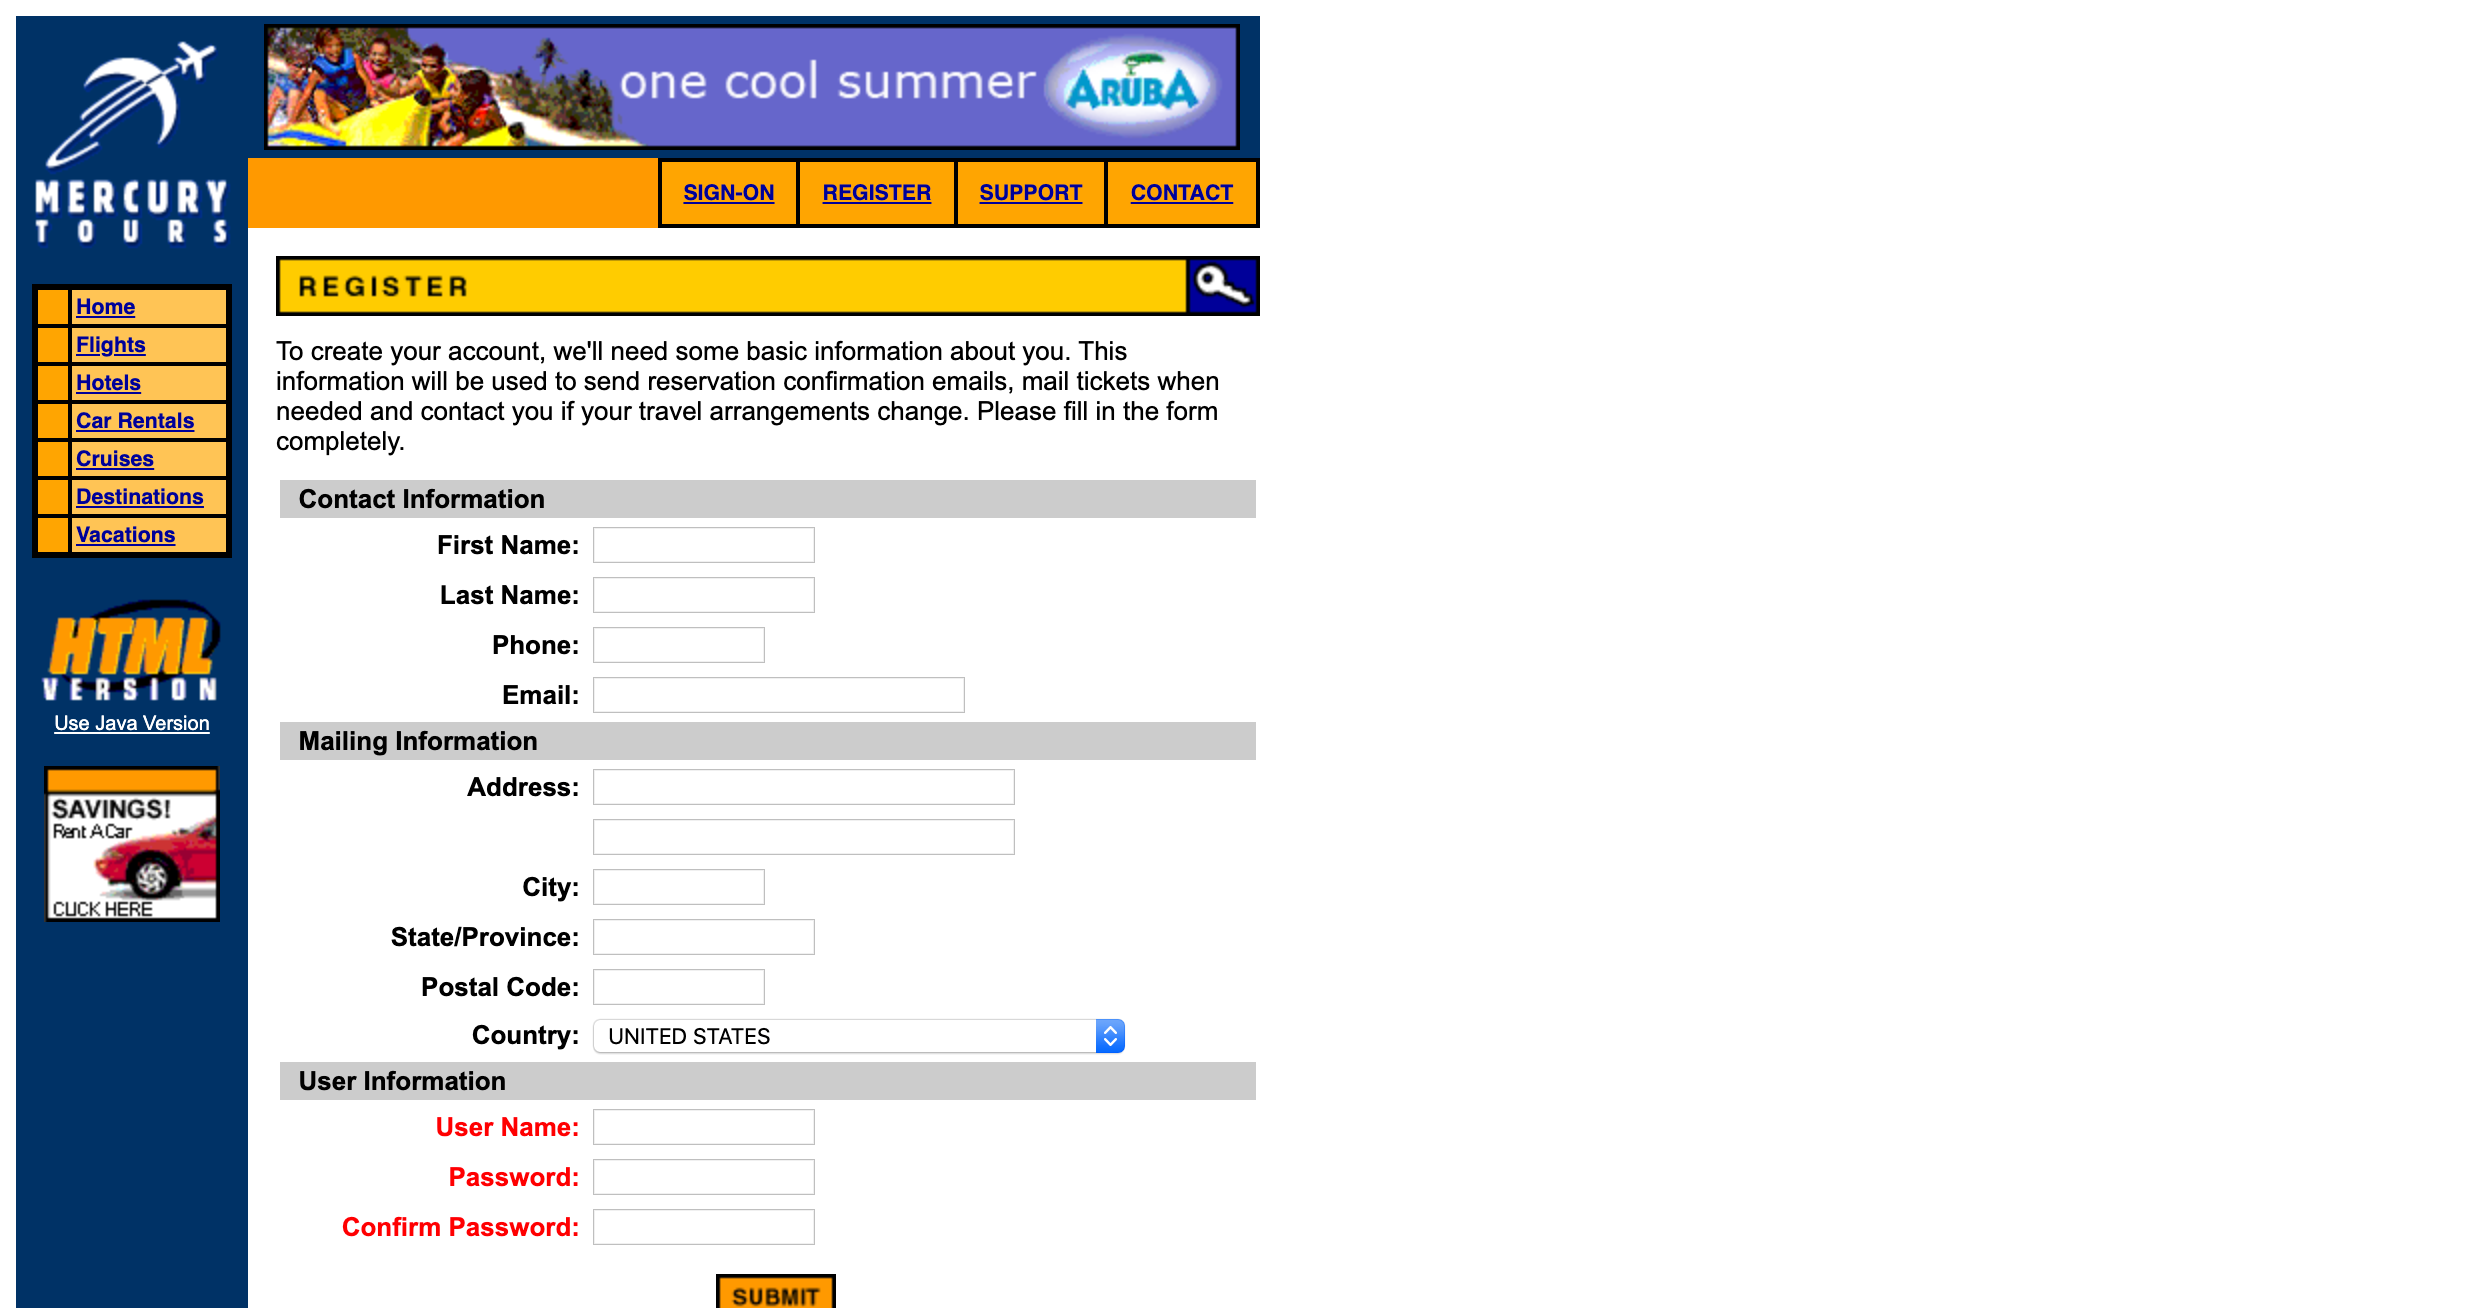 MERCURY
TOURS
one cool summer ARUBA
SIGN-ON
REGISTER
SUPPORT
CONTACT
Home
Flights
Hotels
Car Rentals
Cruises
Destinations
Vacations
HTML
VERSION
Use Java Version
SAVINGS!
Rent A Car
CLICK HERE
REGISTER
To create your account, we'll need some basic information about you. This
information will be used to send reservation confirmation emails, mail tickets when
needed and contact you if your travel arrangements change. Please fill in the form
completely.
Contact Information
First Name:
Last Name:
Phone:
Email:
Mailing Information
Address:
City:
State/Province:
Postal Code:
Country: UNITED STATES
User Information
User Name:
Password:
Confirm Password:
SUBMIT